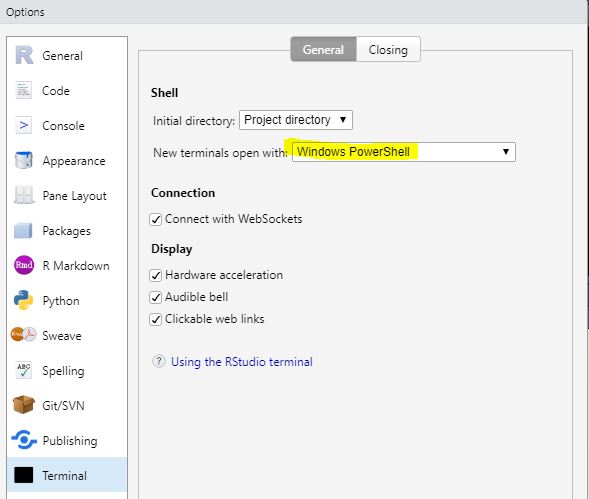 Options
General
Code
Console
Appearance
Pane Layout
Packages
Rmd R Markdown
Python
Sweave
ABC Spelling
Git/SVN
Publishing
Terminal
General Closing
Shell
Initial directory: Project directory
New terminals open with: Windows PowerShell
Connection
Connect with WebSockets
Display
Hardware acceleration
Audible bell
Clickable web links
? Using the RStudio terminal